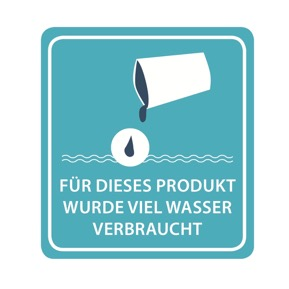 FÜR DIESES PRODUKT
WURDE VIEL WASSER
VERBRAUCHT